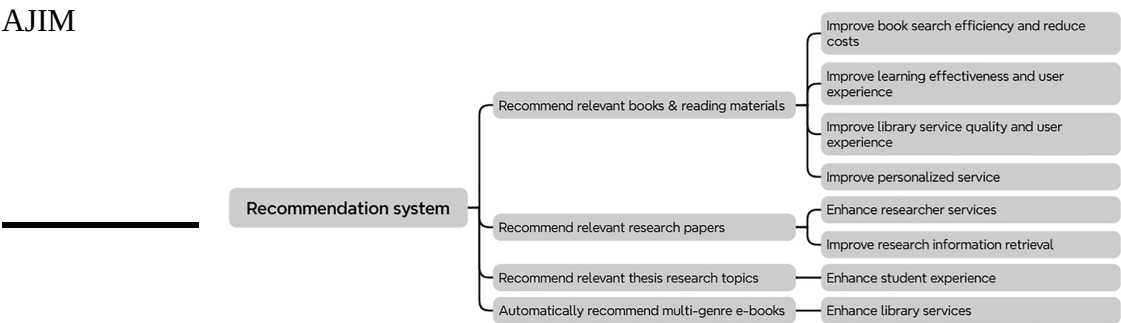 AJIM
Recommendation system
Recommend relevant books & reading materials
Improve book search efficiency and reduce
costs
Improve learning effectiveness and user
experience
Improve library service quality and user
experience
Improve personalized service
Recommend relevant research papers
Enhance researcher services
Improve research information retrieval
Recommend relevant thesis research topics
Enhance student experience
Automatically recommend multi-genre e-books
Enhance library services